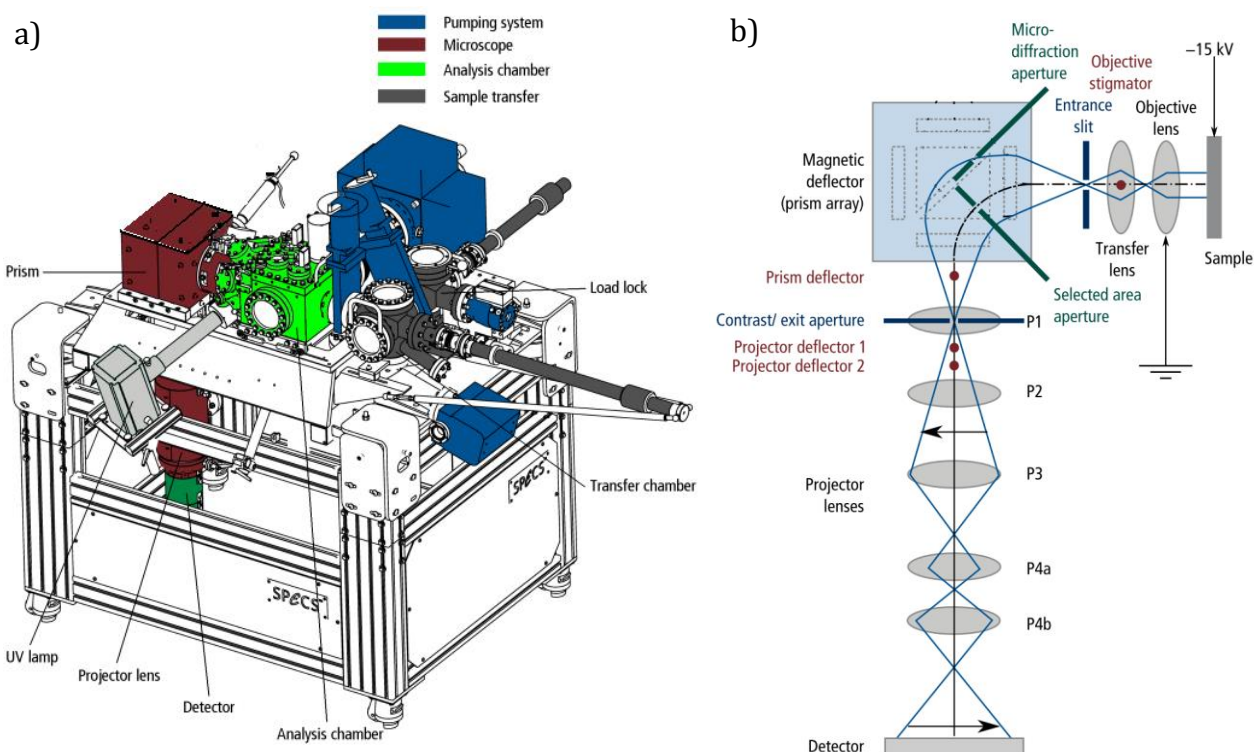 a)
Pumping system
Microscope
Analysis chamber
Sample transfer
Prism
Load lock
Transfer chamber
SPECS
SPECS
UV lamp
Projector lens
Detector
Analysis chamber
b)
Micro-
diffraction
aperture
–15 kV
Objective
stigmator
Objective
lens
Entrance
slit
Magnetic
deflector
(prism array)
Transfer
lens
Sample
Prism deflector
Selected area
aperture
Contrast/ exit aperture
P1
Projector deflector 1
Projector deflector 2
P2
Projector
lenses
P3
P4a
P4b
Detector